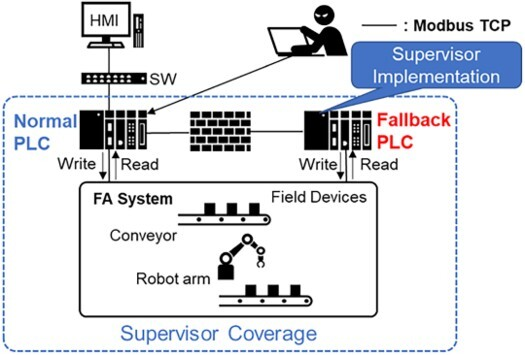 HMI
: Modbus TCP
SW
Supervisor
Implementation
Normal
PLC
Fallback
PLC
Write
Read
Write
Read
FA System
Field Devices
Conveyor
Robot arm
Supervisor Coverage